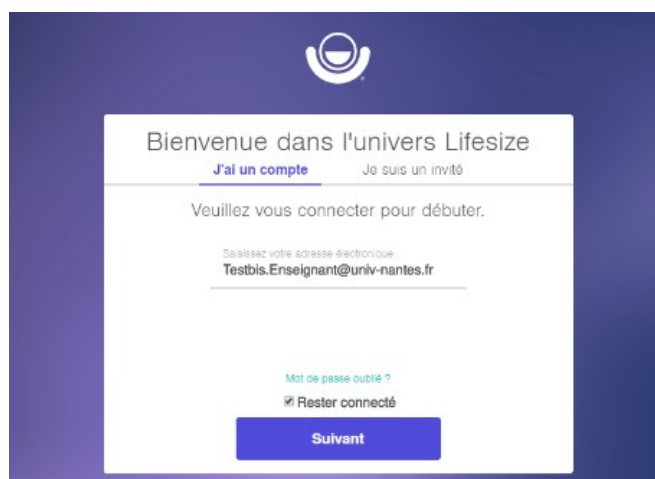 Bienvenue dans l'univers Lifesize
J'ai un compte Je suis un invité
Veuillez vous connecter pour débuter.
Saisissez votre adresse électronique
Testbis.Enseignant@univ-nantes.fr
Mot de passe oublié ?
Rester connecté
Suivant